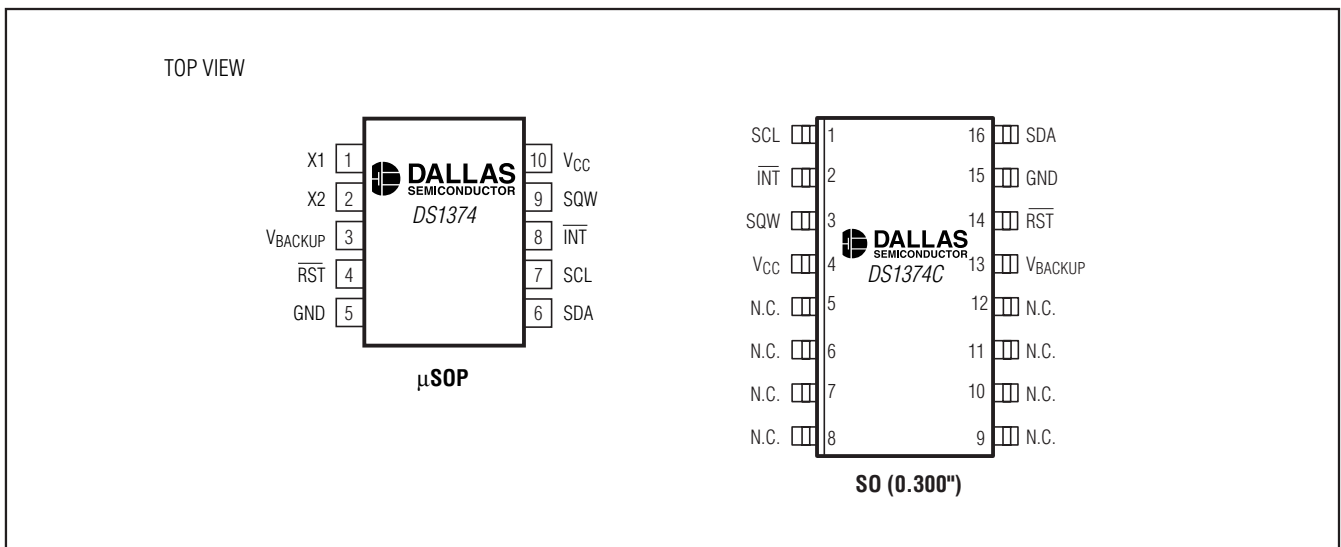 TOP VIEW
X1 1 10 VCC
X2 2 9 SQW
VBACKUP 3 8 INT
RST 4 7 SCL
GND 5 6 SDA
DALLAS
SEMICONDUCTOR
DS1374
µSOP
SCL 1 16 SDA
INT 2 15 GND
SQW 3 14 RST
VCC 4 13 VBACKUP
N.C. 5 12 N.C.
N.C. 6 11 N.C.
N.C. 7 10 N.C.
N.C. 8 9 N.C.
DALLAS
SEMICONDUCTOR
DS1374C
SO (0.300")